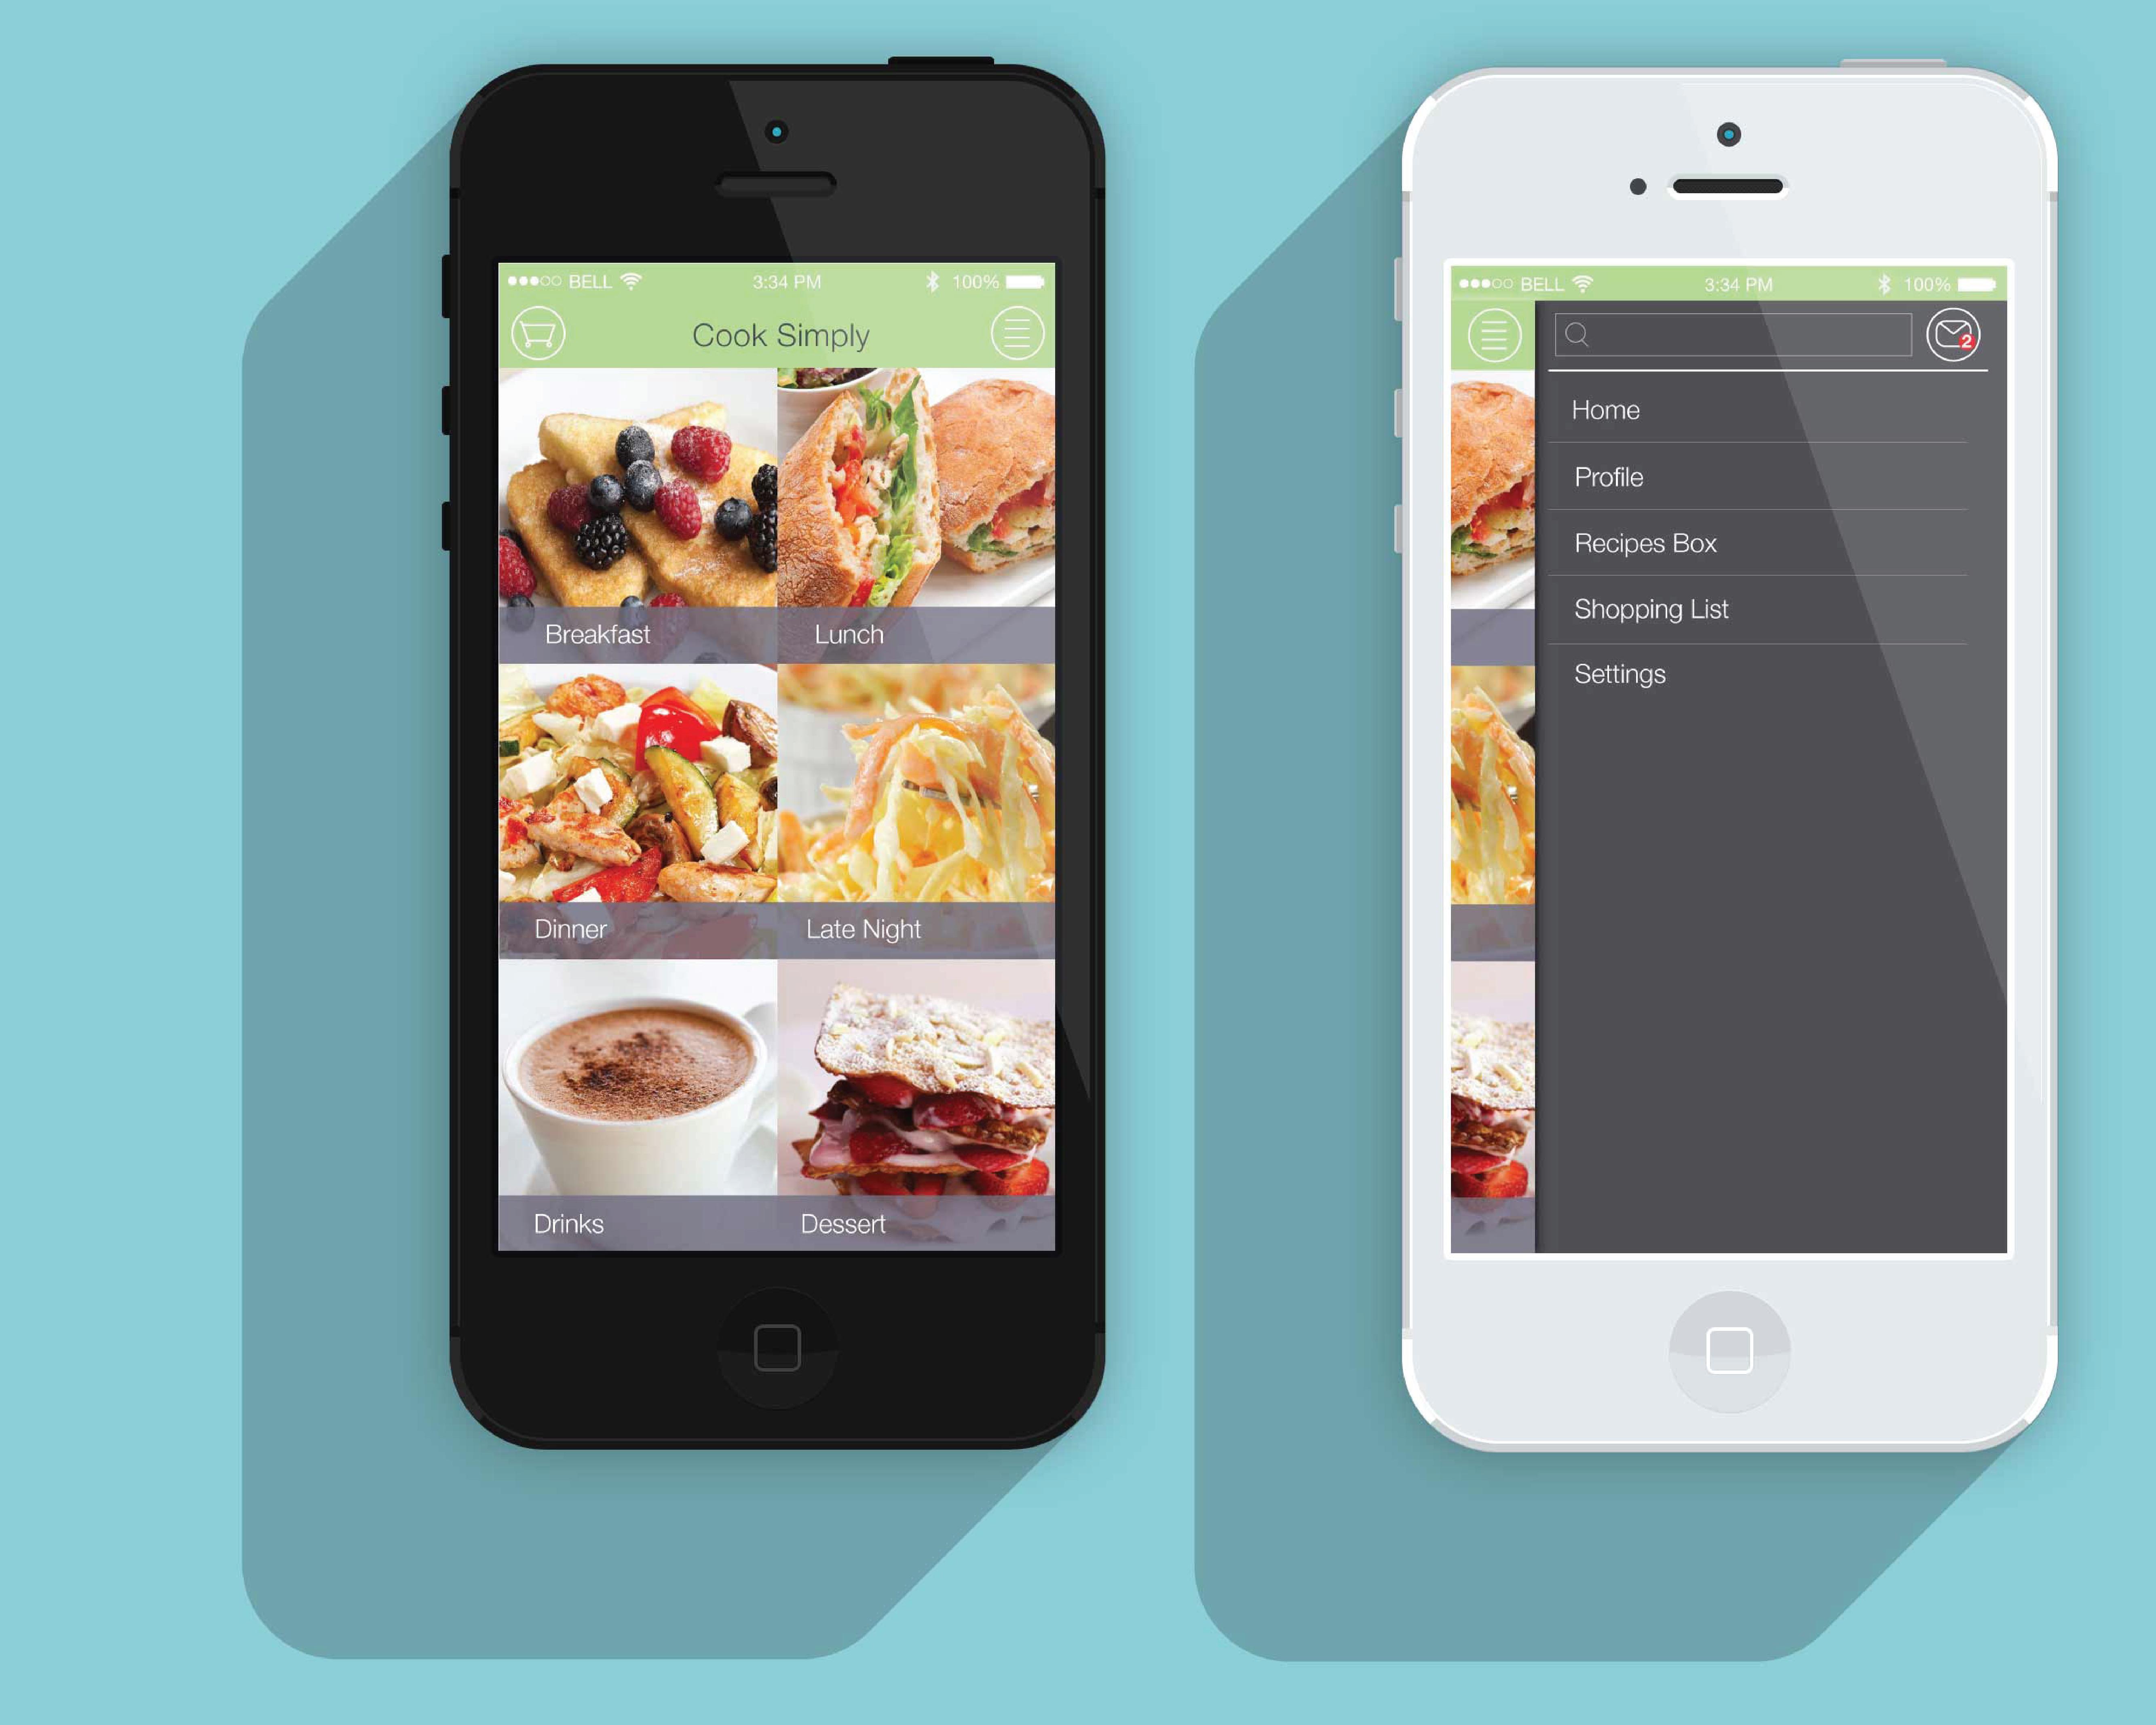 BELL 3:34 PM 100%
Cook Simply
Breakfast Lunch
Dinner Late Night
Drinks Dessert
BELL 3:34 PM 100%
2
Home
Profile
Recipes Box
Shopping List
Settings